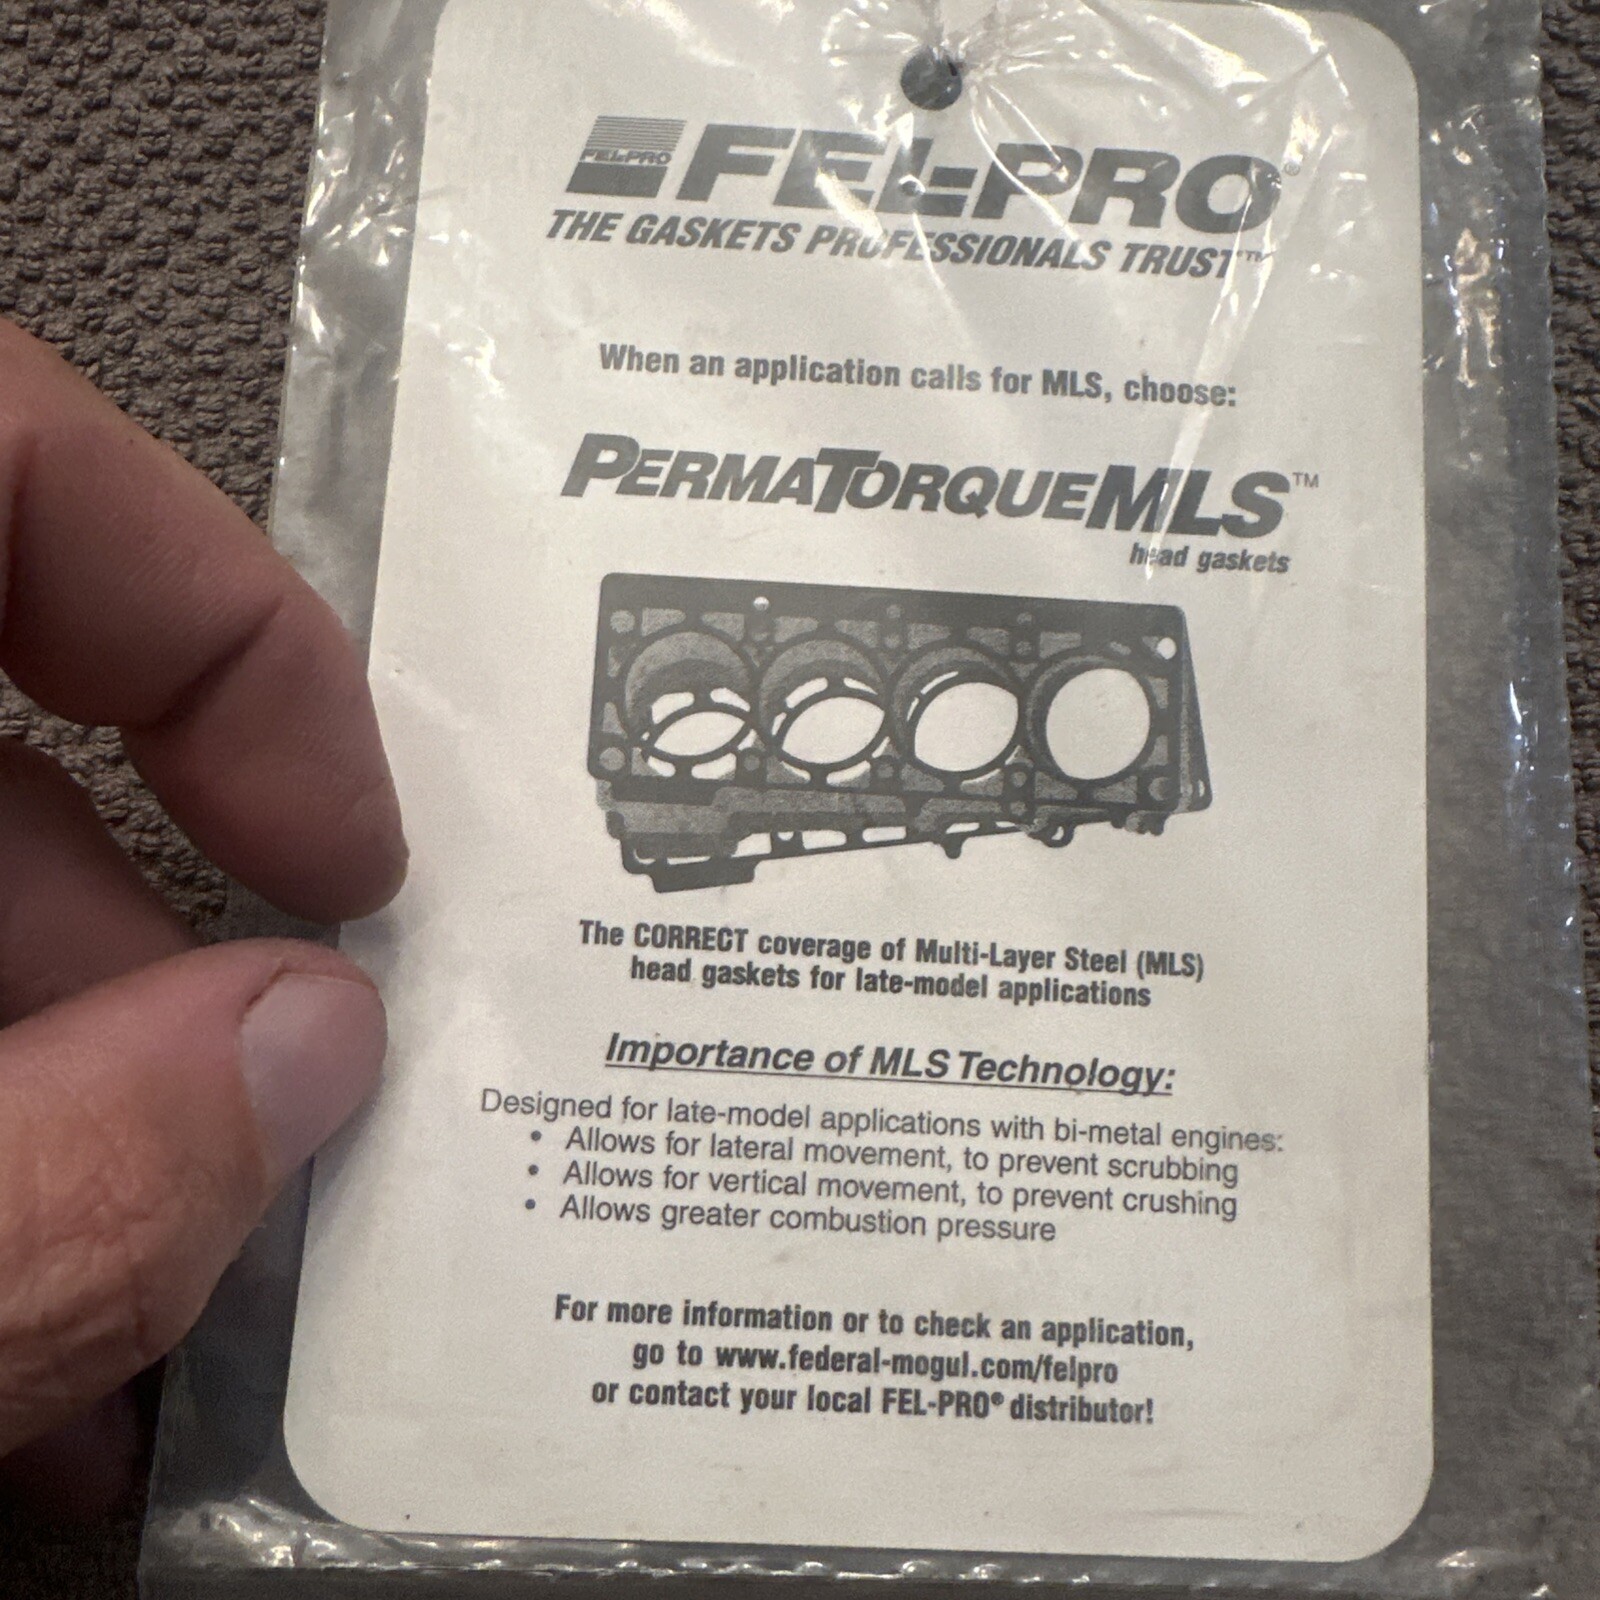 FEL-PRO
FEL-PRO®
THE GASKETS PROFESSIONALS TRUST™
When an application calls for MLS, choose:
PERMATORQUEMLS™
head gaskets
The CORRECT coverage of Multi-Layer Steel (MLS)
head gaskets for late-model applications
Importance of MLS Technology:
Designed for late-model applications with bi-metal engines:
• Allows for lateral movement, to prevent scrubbing
• Allows for vertical movement, to prevent crushing
• Allows greater combustion pressure
For more information or to check an application,
go to www.federal-mogul.com/felpro
or contact your local FEL-PRO® distributor!